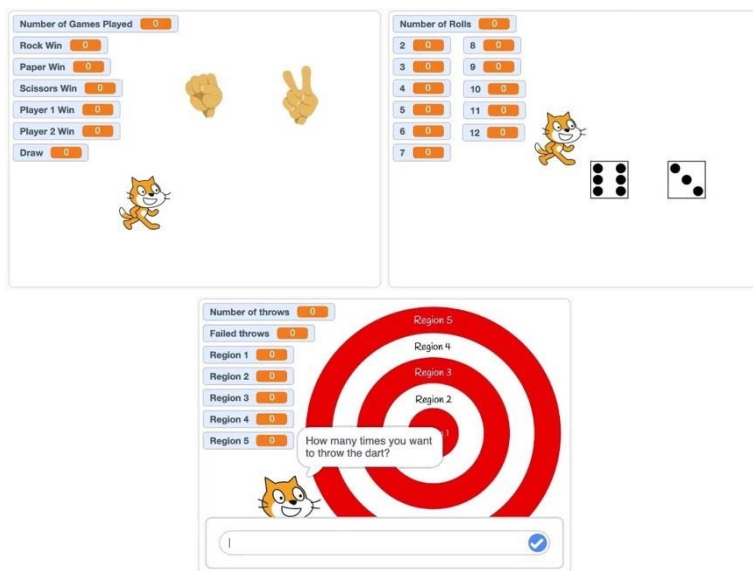 Number of Games Played 0
Rock Win 0
Paper Win 0
Scissors Win 0
Player 1 Win 0
Player 2 Win 0
Draw 0
Number of Rolls 0
2 0 8 0
3 0 9 0
4 0 10 0
5 0 11 0
6 0 12 0
7 0
Number of throws 0
Failed throws 0
Region 1 0
Region 2 0
Region 3 0
Region 4 0
Region 5 0
Region 5
Region 4
Region 3
Region 2
1
How many times you want
to throw the dart?